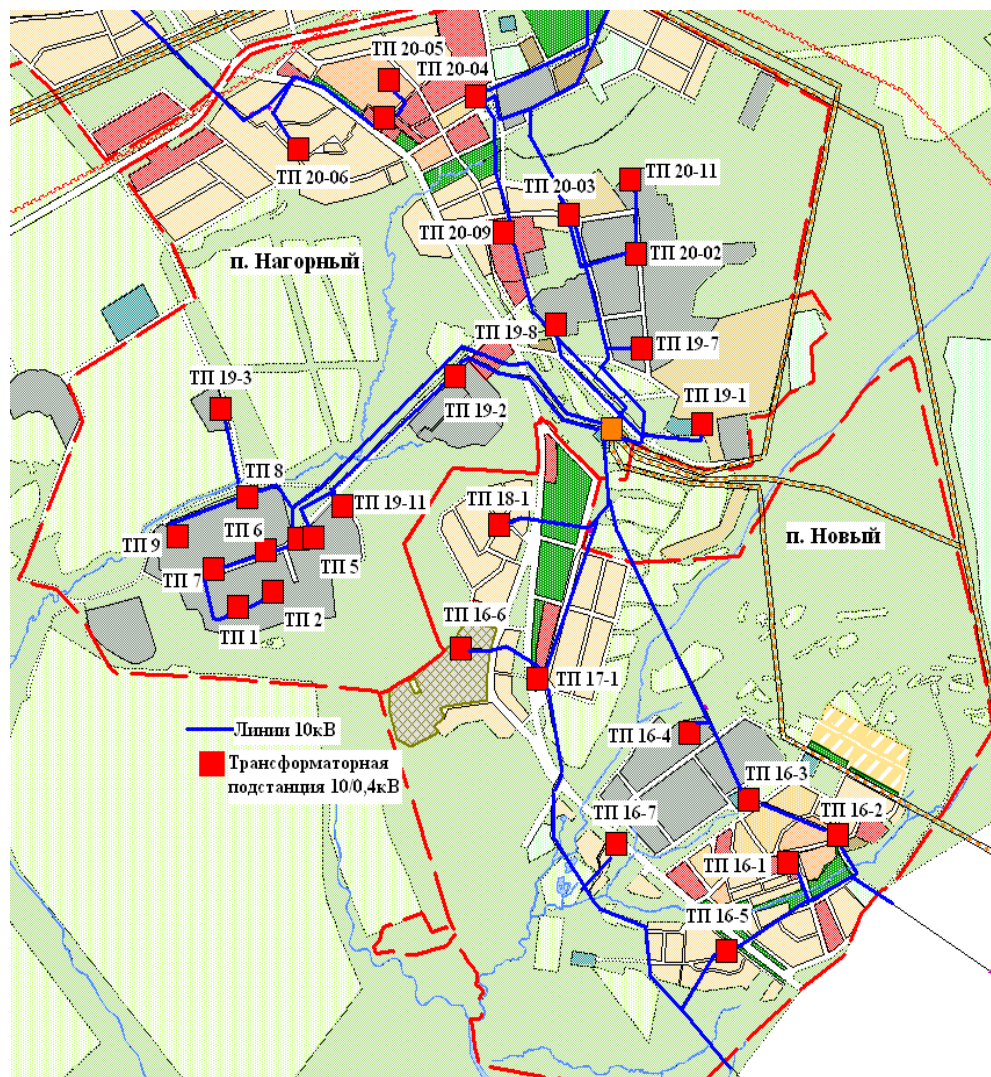 ТП 20-05
ТП 20-04
ТП 20-06
ТП 20-03
ТП 20-11
ТП 20-09
ТП 20-02
п. Нагорный
ТП 19-8
ТП 19-7
ТП 19-3
ТП 19-1
ТП 19-2
ТП 8
ТП 19-11
ТП 18-1
ТП 6
ТП 9
ТП 5
п. Новый
ТП 7
ТП 2
ТП 1
ТП 16-6
ТП 17-1
Линии 10кВ
ТП 16-4
Трансформаторная
подстанция 10/0,4кВ
ТП 16-3
ТП 16-7
ТП 16-2
ТП 16-1
ТП 16-5